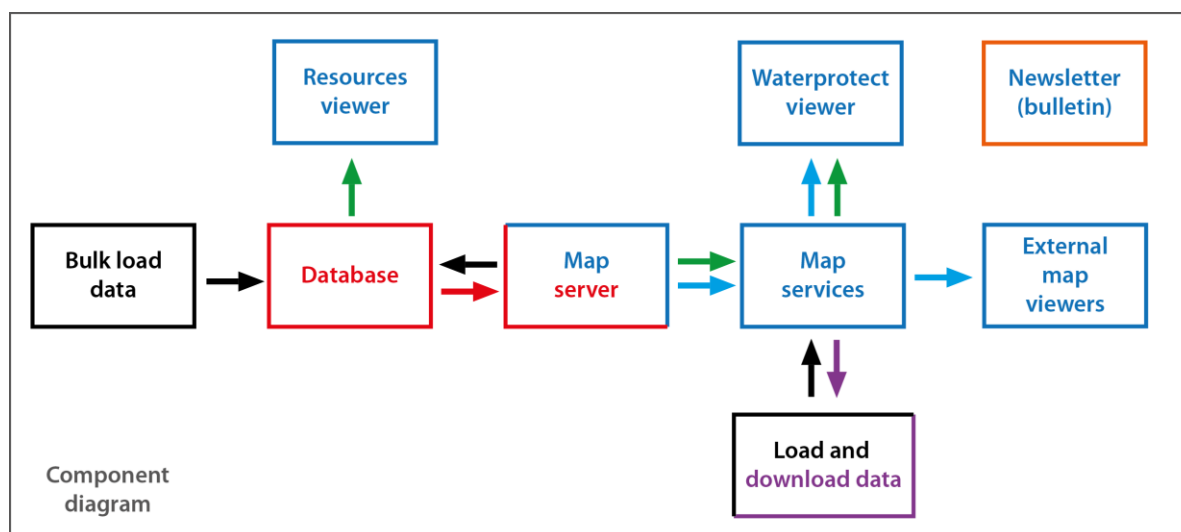 Resources
viewer
Waterprotect
viewer
Newsletter
(bulletin)
Bulk load
data
Database
Map
server
Map
services
External
map
viewers
Load and
download data
Component
diagram